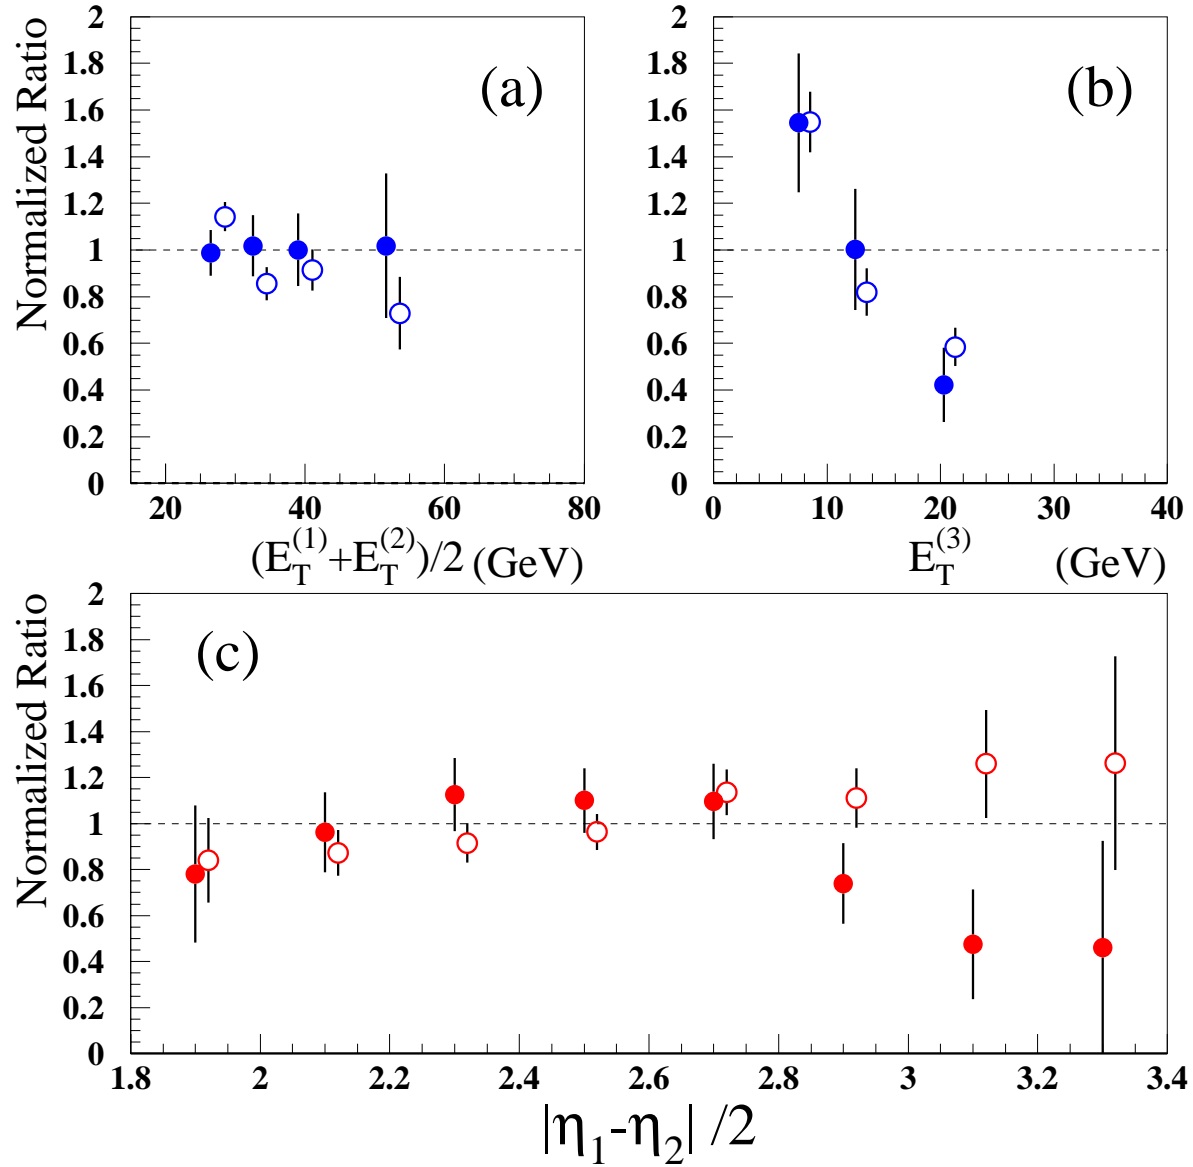 Normalized Ratio
2
1.8
1.6
1.4
1.2
1
0.8
0.6
0.4
0.2
0
(a)
20 40 60 80
(E_T^(1)+E_T^(2))/2 (GeV)
Normalized Ratio
2
1.8
1.6
1.4
1.2
1
0.8
0.6
0.4
0.2
0
(b)
0 10 20 30 40
E_T^(3) (GeV)
Normalized Ratio
2
1.8
1.6
1.4
1.2
1
0.8
0.6
0.4
0.2
0
(c)
1.8 2 2.2 2.4 2.6 2.8 3 3.2 3.4
|η_1-η_2| /2